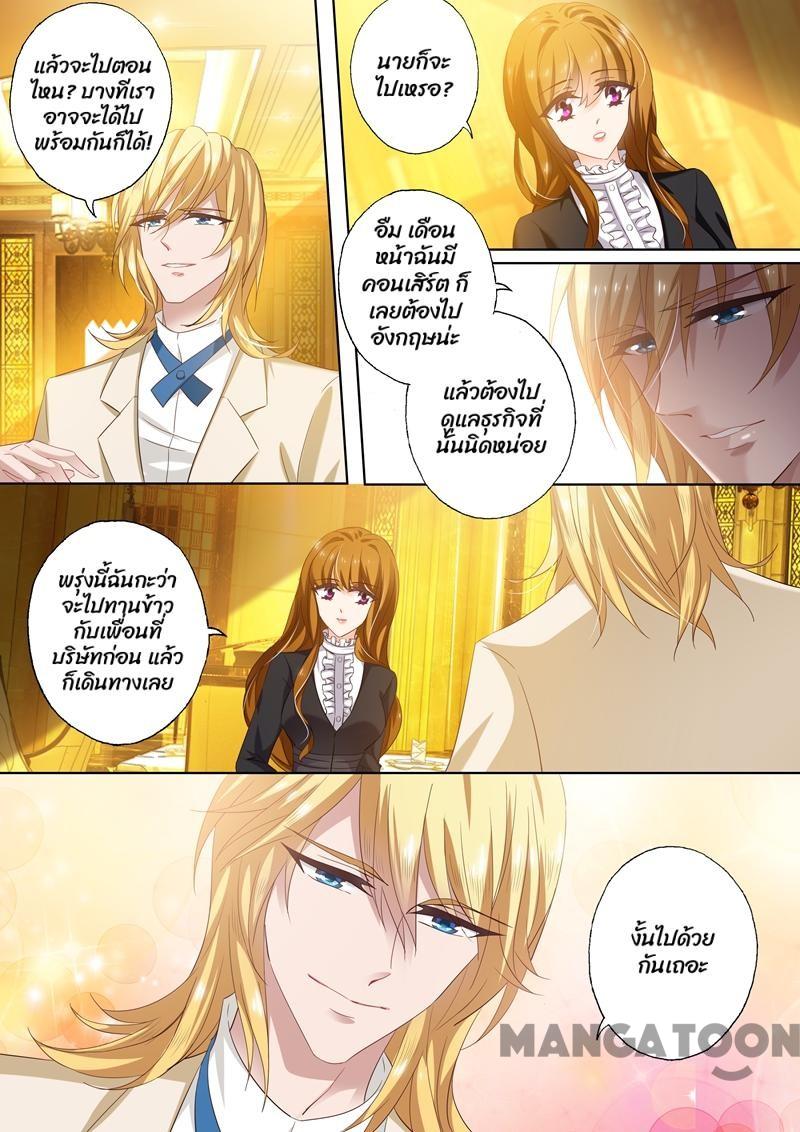 แล้วจะไปตอน
ไหน? บางทีเรา
อาจจะได้ไป
พร้อมกันก็ได้!
นายก็จะ
ไปเหรอ?
อืม เดือน
หน้าฉันมี
คอนเสิร์ต ก็
เลยต้องไป
อังกฤษน่ะ
แล้วต้องไป
ดูแลธุรกิจที่
นั่นนิดหน่อย
พรุ่งนี้ฉันกะว่า
จะไปทานข้าว
กับเพื่อนที่
บริษัทก่อน แล้ว
ก็เดินทางเลย
งั้นไปด้วย
กันเถอะ
MANGATOON